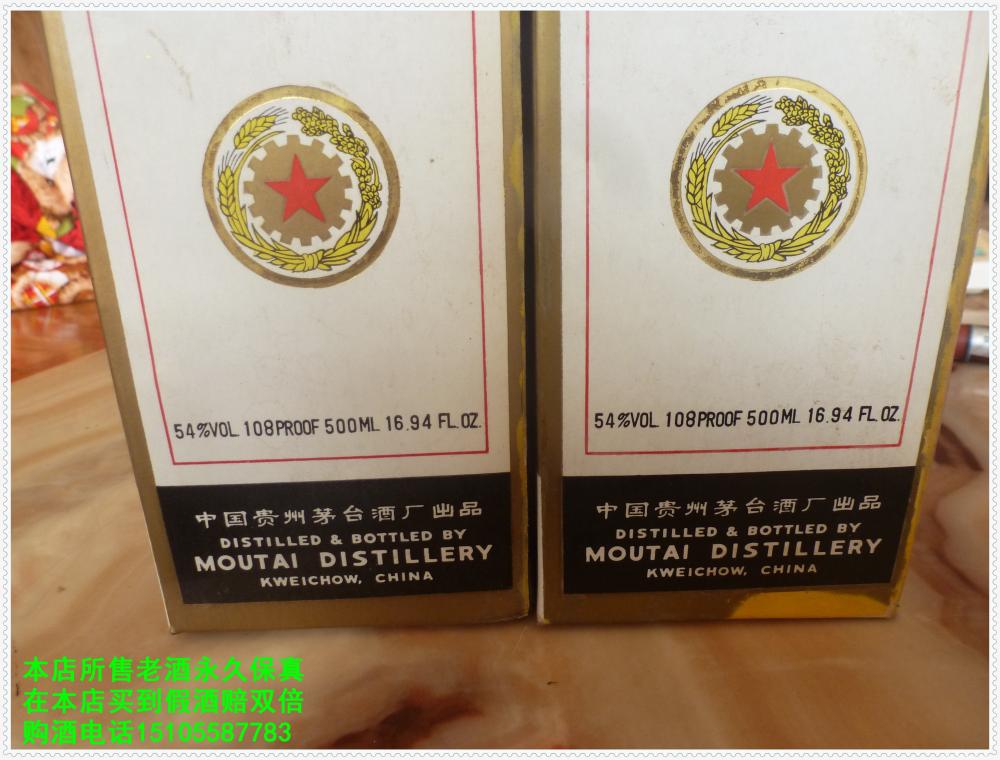 54%VOL 108PROOF 500ML 16.94 FL.OZ.
中国贵州茅台酒厂出品
DISTILLED & BOTTLED BY
MOUTAI DISTILLERY
KWEICHOW, CHINA
54%VOL 108PROOF 500ML 16.94 FL.OZ.
中国贵州茅台酒厂出品
DISTILLED & BOTTLED BY
MOUTAI DISTILLERY
KWEICHOW, CHINA
本店所售老酒永久保真
在本店买到假酒赔双倍
购酒电话15105587783